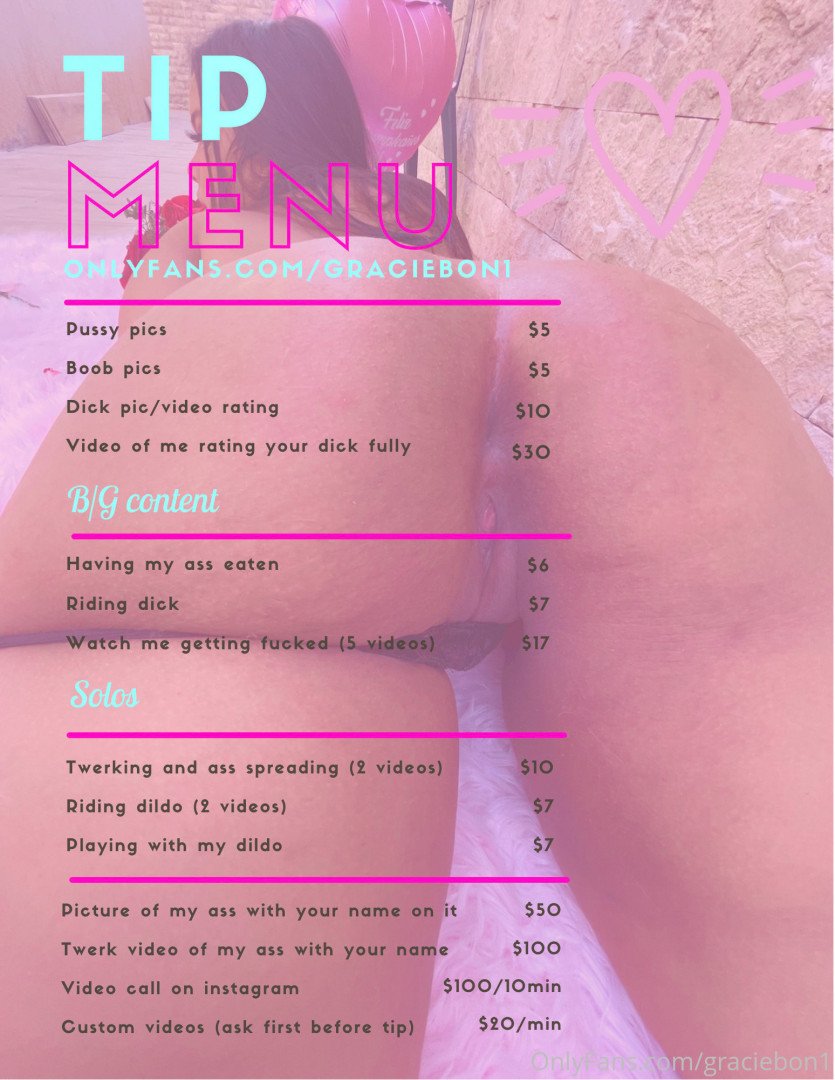 TIP
MENU
ONLYFANS.COM/GRACIEBON1
Pussy pics $5
Boob pics $5
Dick pic/video rating $10
Video of me rating your dick fully $30
B/G content
Having my ass eaten $6
Riding dick $7
Watch me getting fucked (5 videos) $17
Solos
Twerking and ass spreading (2 videos) $10
Riding dildo (2 videos) $7
Playing with my dildo $7
Picture of my ass with your name on it $50
Twerk video of my ass with your name $100
Video call on instagram $100/10min
Custom videos (ask first before tip) $20/min
Feliz
OnlyFans.com/graciebon1